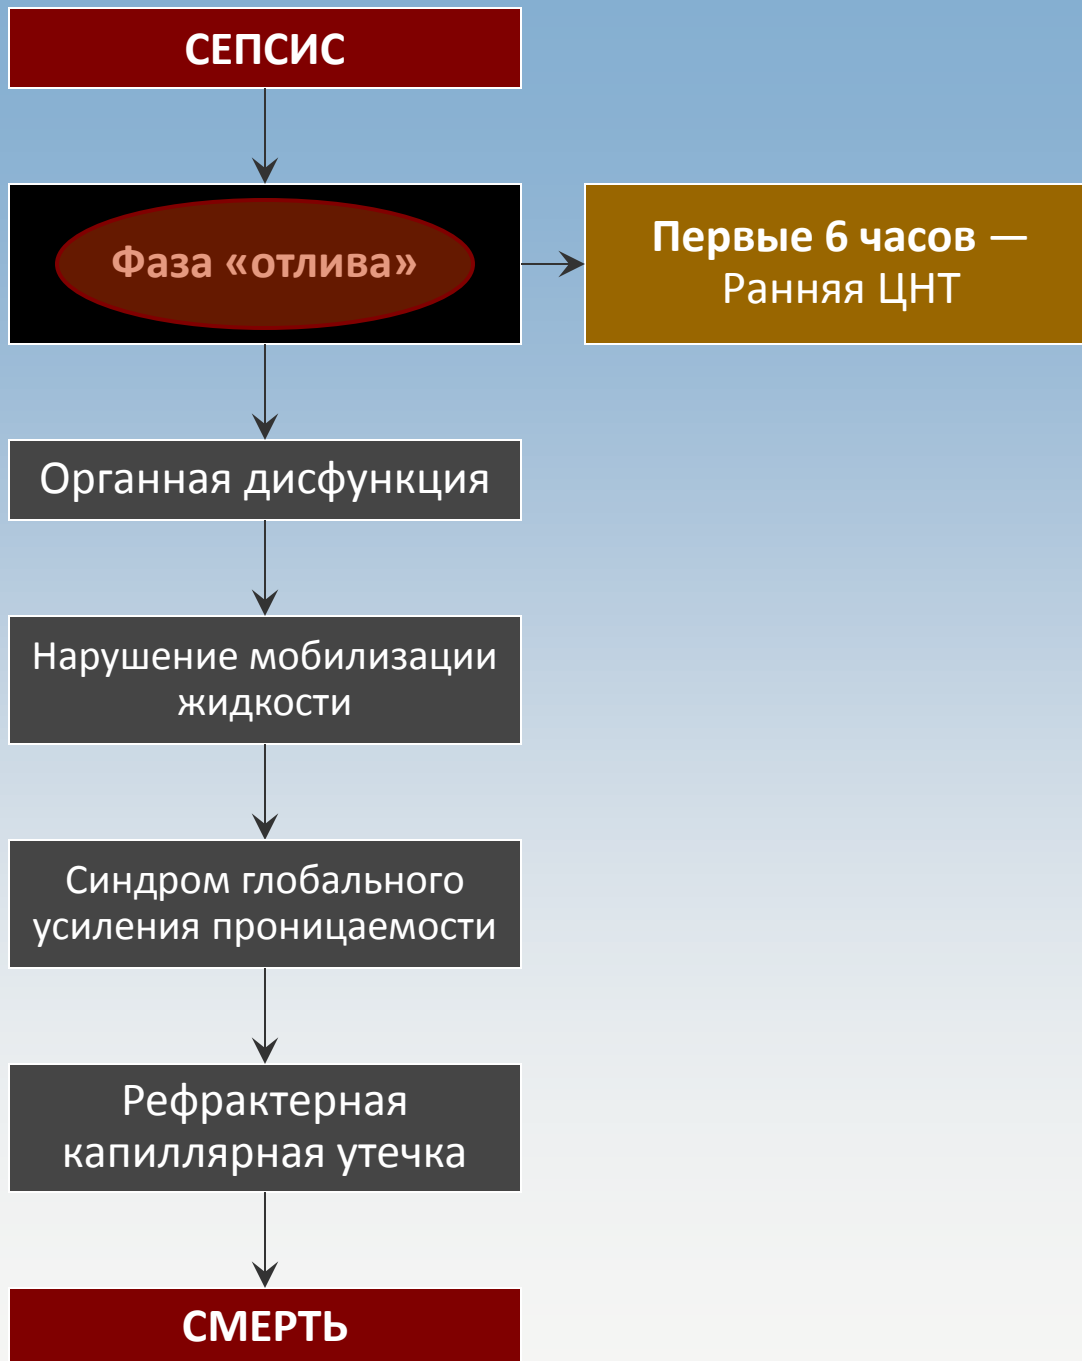 СЕПСИС
Фаза «отлива»
Первые 6 часов —
Ранняя ЦНТ
Органная дисфункция
Нарушение мобилизации
жидкости
Синдром глобального
усиления проницаемости
Рефрактерная
капиллярная утечка
СМЕРТЬ